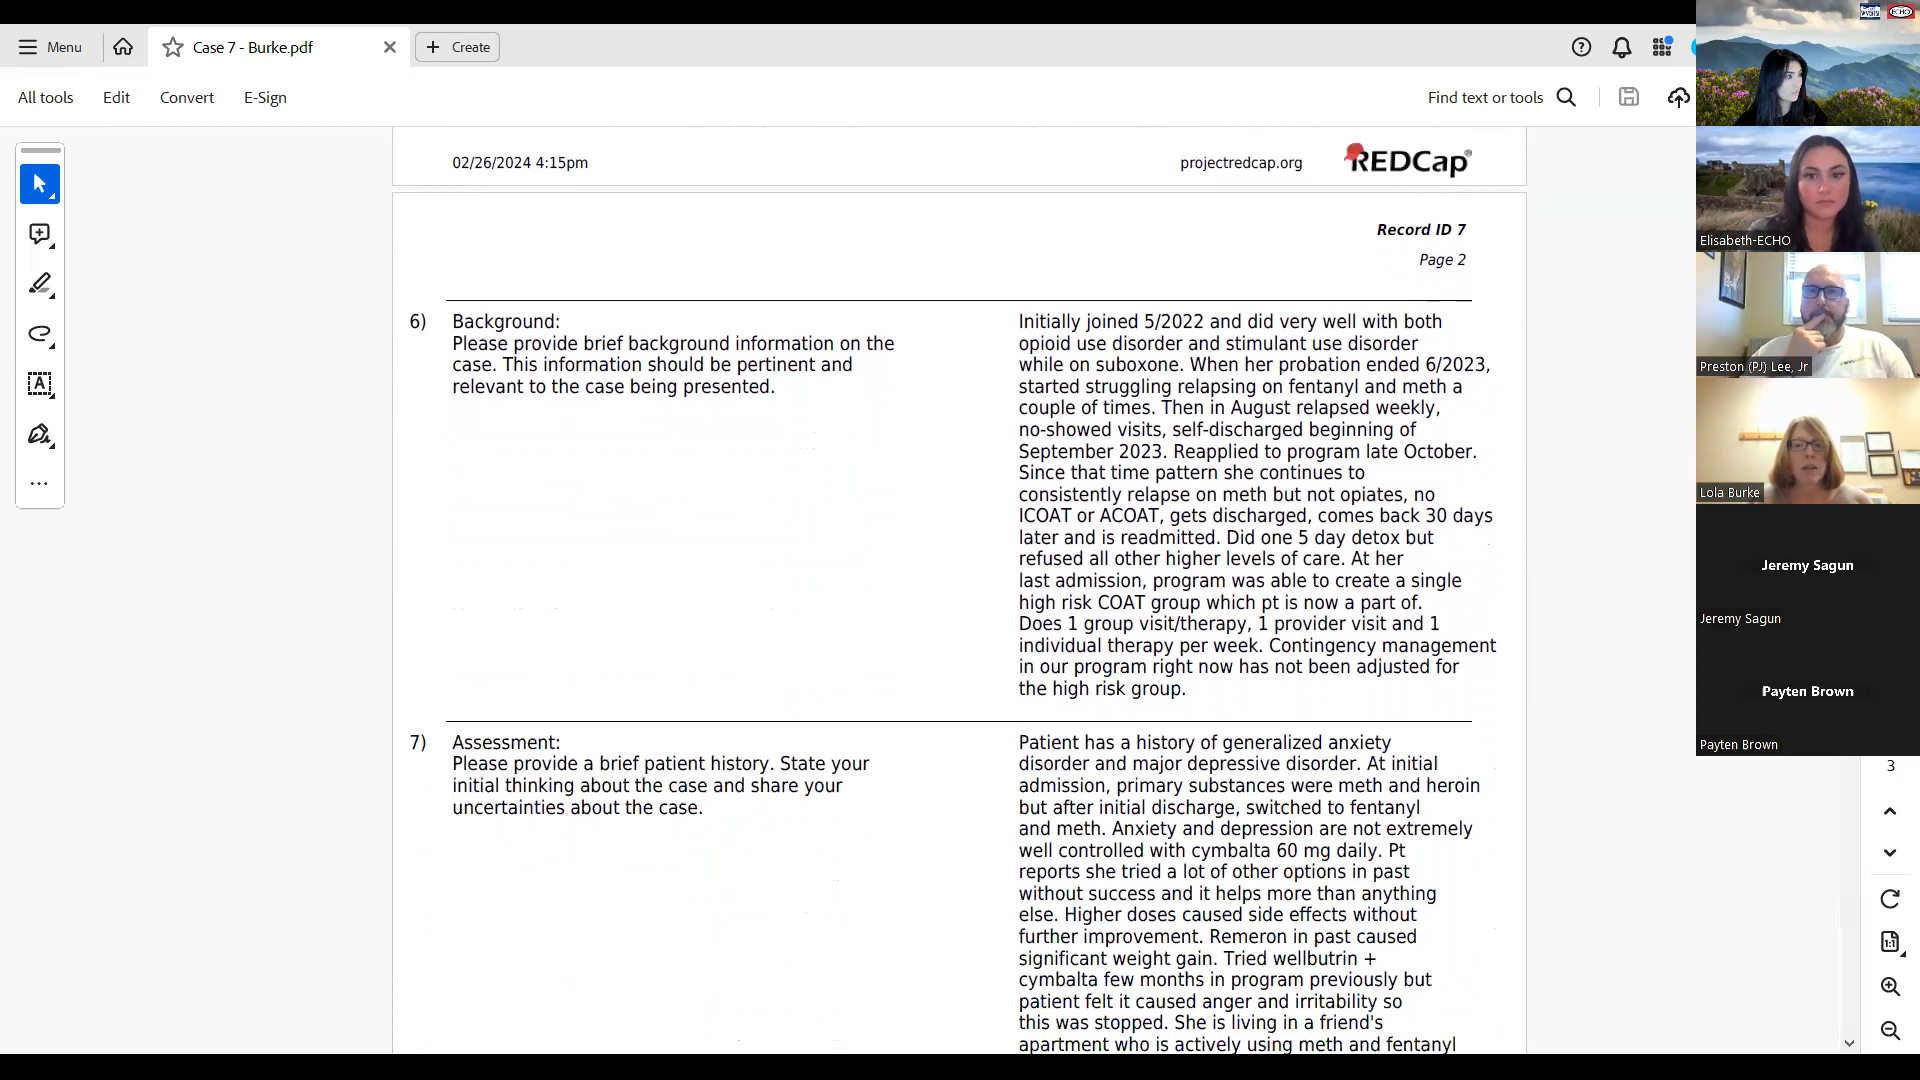 Menu
Case 7 - Burke.pdf
Create
All tools
Edit
Convert
E-Sign
Find text or tools
02/26/2024 4:15pm
projectredcap.org
REDCap®
Record ID 7
Page 2
6)
Background:
Please provide brief background information on the
case. This information should be pertinent and
relevant to the case being presented.
Initially joined 5/2022 and did very well with both
opioid use disorder and stimulant use disorder
while on suboxone. When her probation ended 6/2023,
started struggling relapsing on fentanyl and meth a
couple of times. Then in August relapsed weekly,
no-showed visits, self-discharged beginning of
September 2023. Reapplied to program late October.
Since that time pattern she continues to
consistently relapse on meth but not opiates, no
ICOAT or ACOAT, gets discharged, comes back 30 days
later and is readmitted. Did one 5 day detox but
refused all other higher levels of care. At her
last admission, program was able to create a single
high risk COAT group which pt is now a part of.
Does 1 group visit/therapy, 1 provider visit and 1
individual therapy per week. Contingency management
in our program right now has not been adjusted for
the high risk group.
7)
Assessment:
Please provide a brief patient history. State your
initial thinking about the case and share your
uncertainties about the case.
Patient has a history of generalized anxiety
disorder and major depressive disorder. At initial
admission, primary substances were meth and heroin
but after initial discharge, switched to fentanyl
and meth. Anxiety and depression are not extremely
well controlled with cymbalta 60 mg daily. Pt
reports she tried a lot of other options in past
without success and it helps more than anything
else. Higher doses caused side effects without
further improvement. Remeron in past caused
significant weight gain. Tried wellbutrin +
cymbalta few months in program previously but
patient felt it caused anger and irritability so
this was stopped. She is living in a friend's
apartment who is actively using meth and fentanyl
ECHO
Elisabeth-ECHO
Preston (PJ) Lee, Jr
Lola Burke
Jeremy Sagun
Jeremy Sagun
Payten Brown
Payten Brown
3
1:1